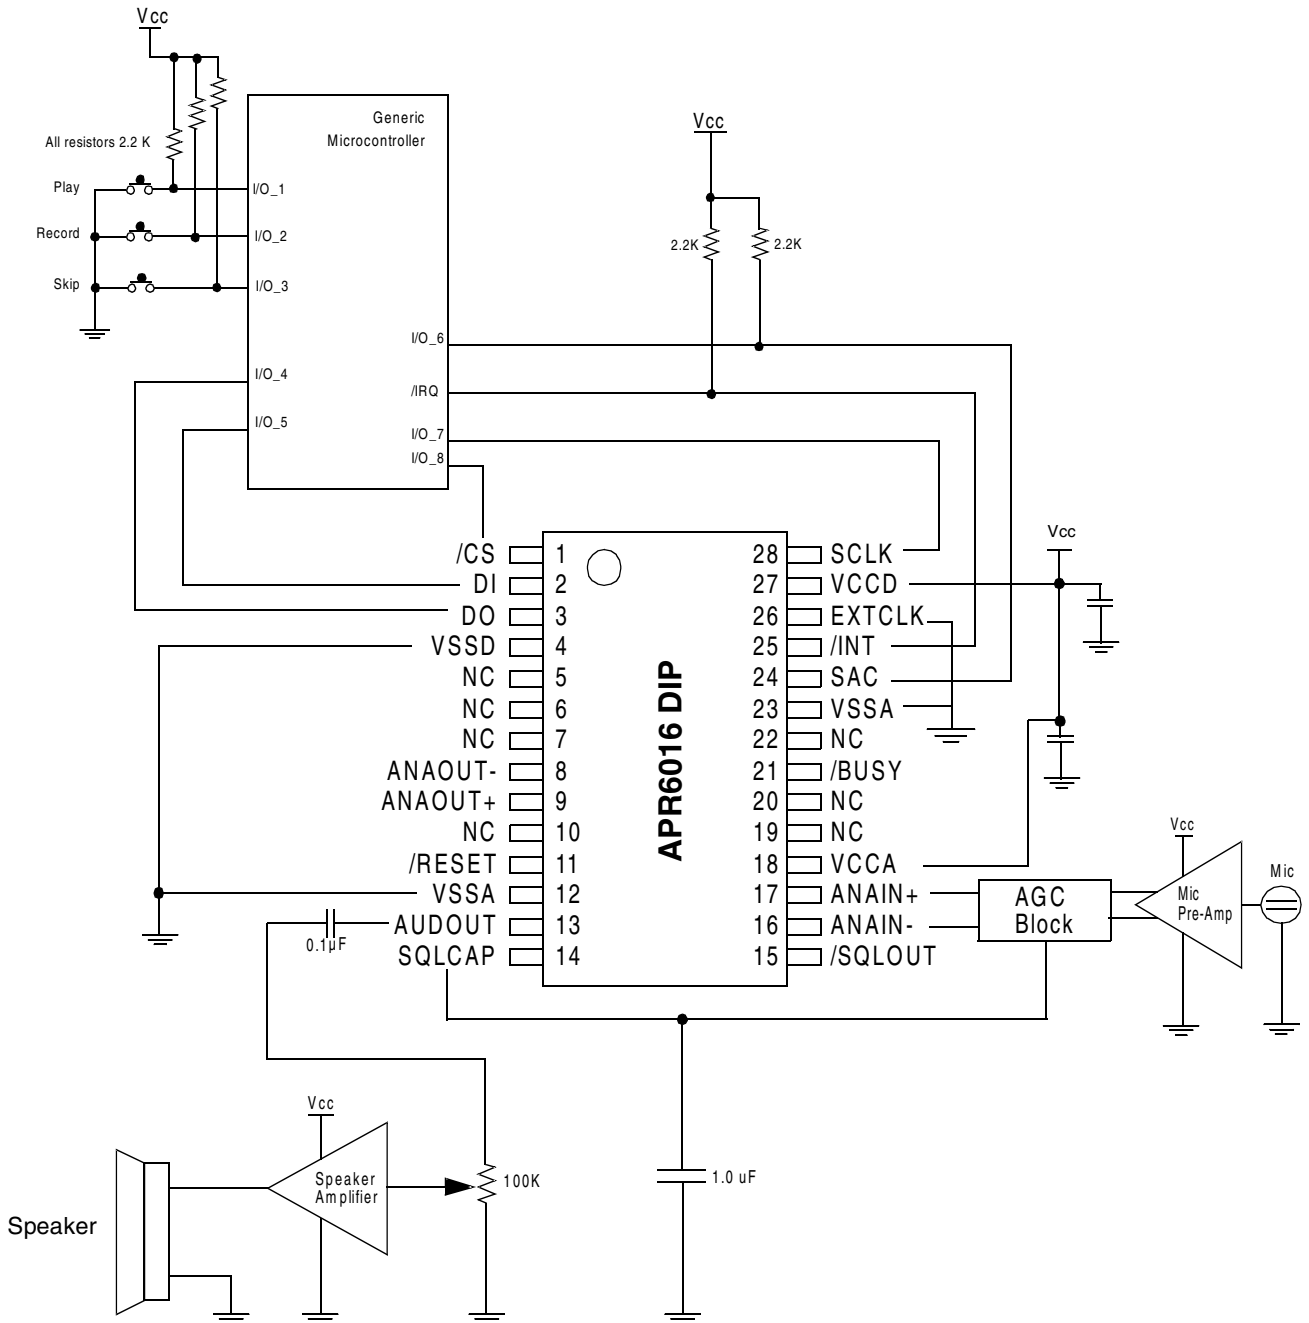 Vcc
Generic
Microcontroller
All resistors 2.2 K
Play
I/O_1
Record
I/O_2
Skip
I/O_3
Vcc
2.2K
2.2K
I/O_6
I/O_4
/IRQ
I/O_5
I/O_7
I/O_8
Vcc
/CS 1
DI 2
DO 3
VSSD 4
NC 5
NC 6
NC 7
ANAOUT- 8
ANAOUT+ 9
NC 10
/RESET 11
VSSA 12
AUDOUT 13
SQLCAP 14
APR6016 DIP
28 SCLK
27 VCCD
26 EXTCLK
25 /INT
24 SAC
23 VSSA
22 NC
21 /BUSY
20 NC
19 NC
18 VCCA
17 ANAIN+
16 ANAIN-
15 /SQLOUT
0.1µF
AGC
Block
Vcc
Mic
Pre-Amp
Mic
Vcc
Speaker
Amplifier
100K
1.0 uF
Speaker